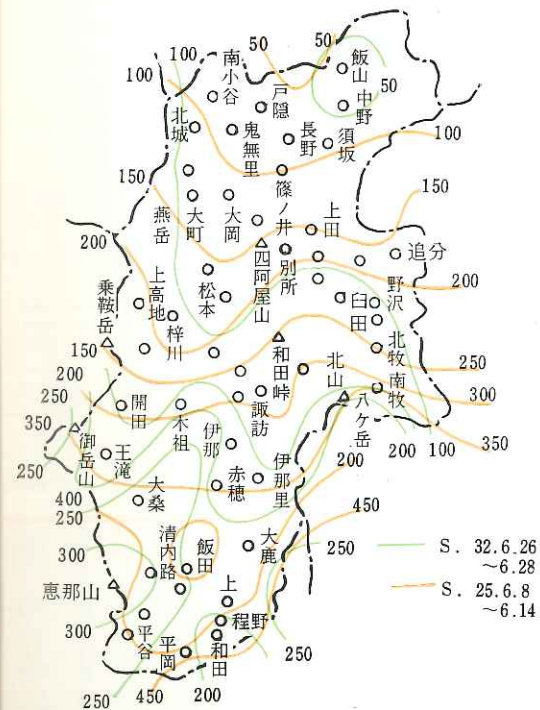 50
50
100
100
50
飯山
中野
南小谷
戸隠
北城
鬼無里
長野
須坂
100
150
篠ノ井
150
燕岳
大町
大岡
上田
追分
200
四阿屋山
別所
野沢
200
上高地
松本
臼田
乗鞍岳
梓川
150
和田峠
北山
北牧
南牧
250
200
250
開田
木祖
諏訪
八ケ岳
300
350
御岳山
王滝
伊那
200
100
350
250
大桑
赤穂
伊那里
200
400
250
450
300
清内路
飯田
大鹿
250
S. 32.6.26
～6.28
恵那山
上
S. 25.6.8
～6.14
300
平谷
平岡
程野
和田
250
250
450
200